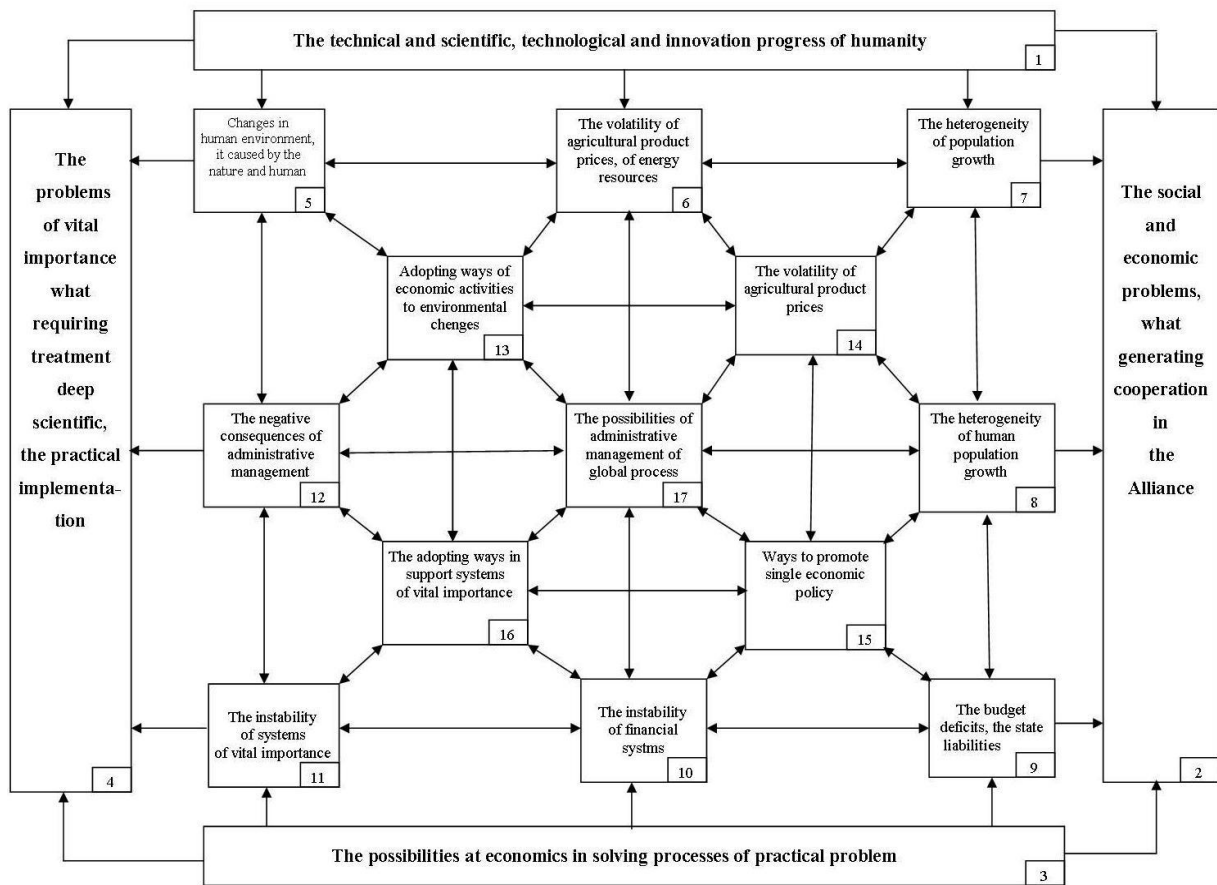 The technical and scientific, technological and innovation progress of humanity
1
The
problems
of vital
importance
what
requiring
treatment
deep
scientific,
the practical
implementa-
tion
4
Changes in
human environment,
it caused by the
nature and human
5
The volatility of
agricultural product
prices, of energy
resources
6
The heterogeneity
of population
growth
7
The social
and
economic
problems,
what
generating
cooperation
in
the
Alliance
2
Adopting ways of
economic activities
to environmental
chenges
13
The volatility of
agricultural product
prices
14
The negative
consequences of
administrative
management
12
The possibilities of
administrative
management of
global process
17
The heterogeneity
of human
population
growth
8
The adopting ways in
support systems
of vital importance
16
Ways to promote
single economic
policy
15
The instability
of systems
of vital importance
11
The instability
of financial
systms
10
The budget
deficits, the state
liabilities
9
The possibilities at economics in solving processes of practical problem
3